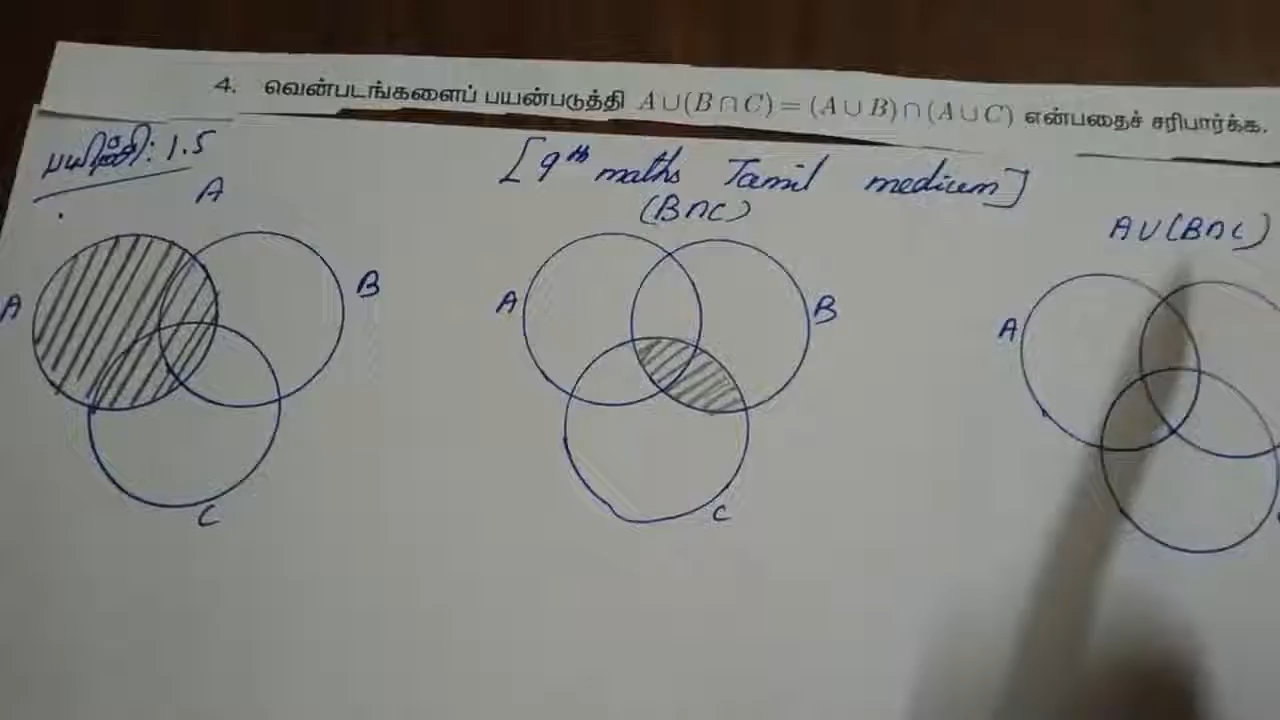 4. வென்படங்களைப் பயன்படுத்தி A∪(B∩C)=(A∪B)∩(A∪C) என்பதைச் சரிபார்க்க.
பயிற்சி: 1.5
[9th maths Tamil medium]
A
(B∩C)
A∪(B∩C)
A B
A B
A
C
C